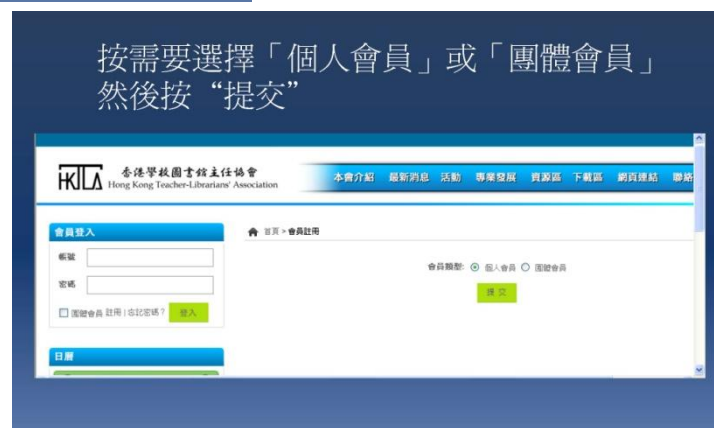 按需要選擇「個人會員」或「團體會員」
然後按“提交”
HKTLA
香港學校圖書館主任協會
Hong Kong Teacher-Librarians' Association
本會介紹 最新消息 活動 專業發展 資源區 下載區 網頁連結 聯絡
會員登入
首頁 > 會員註冊
帳號
密碼
團體會員 註冊 | 忘記密碼？ 登入
會員類型: 個人會員 團體會員
提 交
日曆